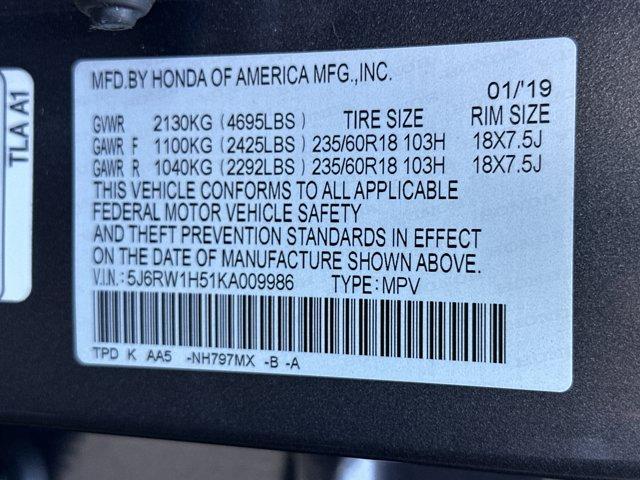 TLA A1
MFD.BY HONDA OF AMERICA MFG.,INC.
01/'19
GVWR 2130KG (4695LBS) TIRE SIZE RIM SIZE
GAWR F 1100KG (2425LBS) 235/60R18 103H 18X7.5J
GAWR R 1040KG (2292LBS) 235/60R18 103H 18X7.5J
THIS VEHICLE CONFORMS TO ALL APPLICABLE
FEDERAL MOTOR VEHICLE SAFETY
AND THEFT PREVENTION STANDARDS IN EFFECT
ON THE DATE OF MANUFACTURE SHOWN ABOVE.
V.I.N.: 5J6RW1H51KA009986 TYPE: MPV
TPD K AA5 -NH797MX -B -A